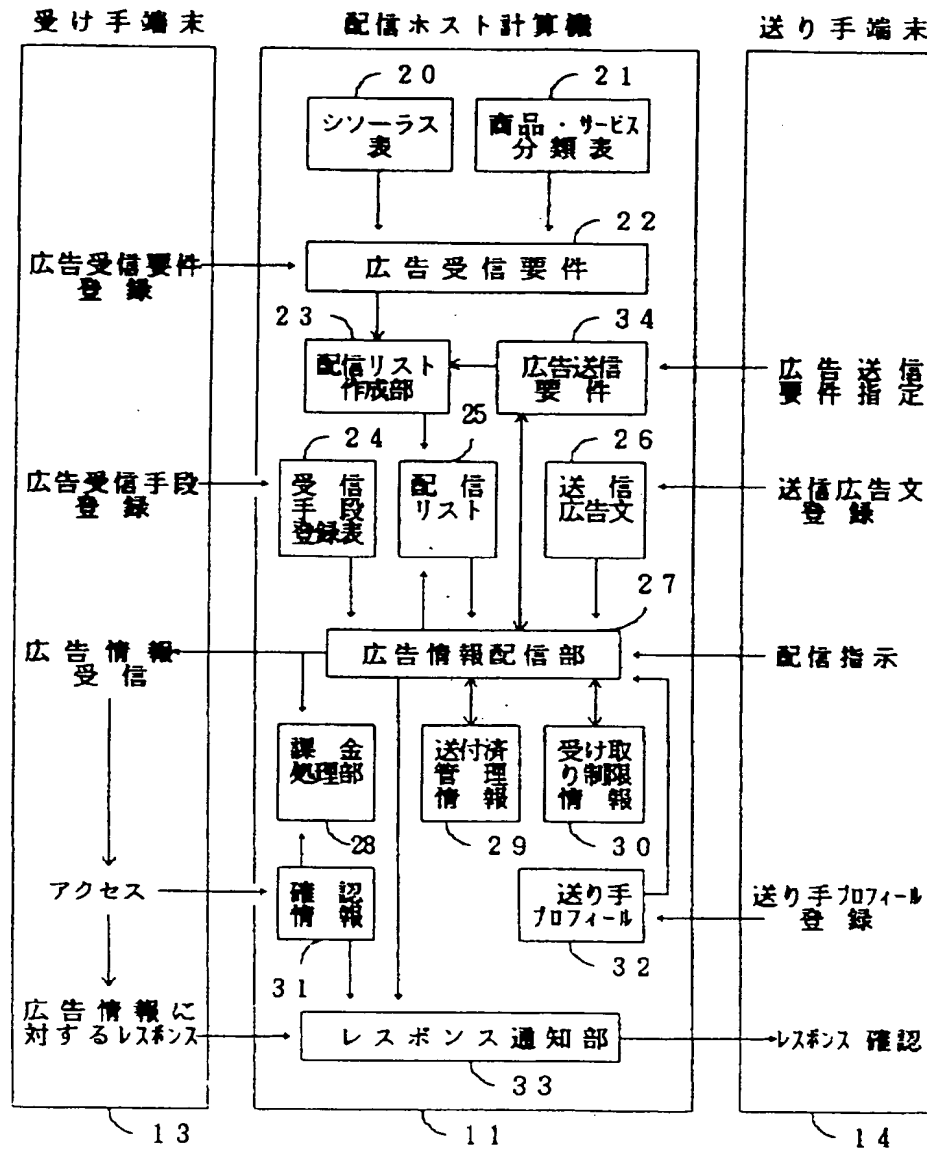 受け手端末
配信ホスト計算機
送り手端末
20
21
シソーラス
表
商品・サービス
分類表
22
広告受信要件
登録
広告受信要件
23
34
配信リスト
作成部
広告送信
要件
広告送信
要件指定
24
25
26
広告受信手段
登録
受信
手段
登録表
配信
リスト
送信
広告文
送信広告文
登録
27
広告情報
受信
広告情報配信部
配信指示
課金
処理部
送付済
管理
情報
受け取
り制限
情報
28
29
30
アクセス
確認
情報
送り手
プロフィール
送り手プロフィール
登録
31
32
広告情報に
対するレスポンス
レスポンス通知部
レスポンス確認
33
13
11
14